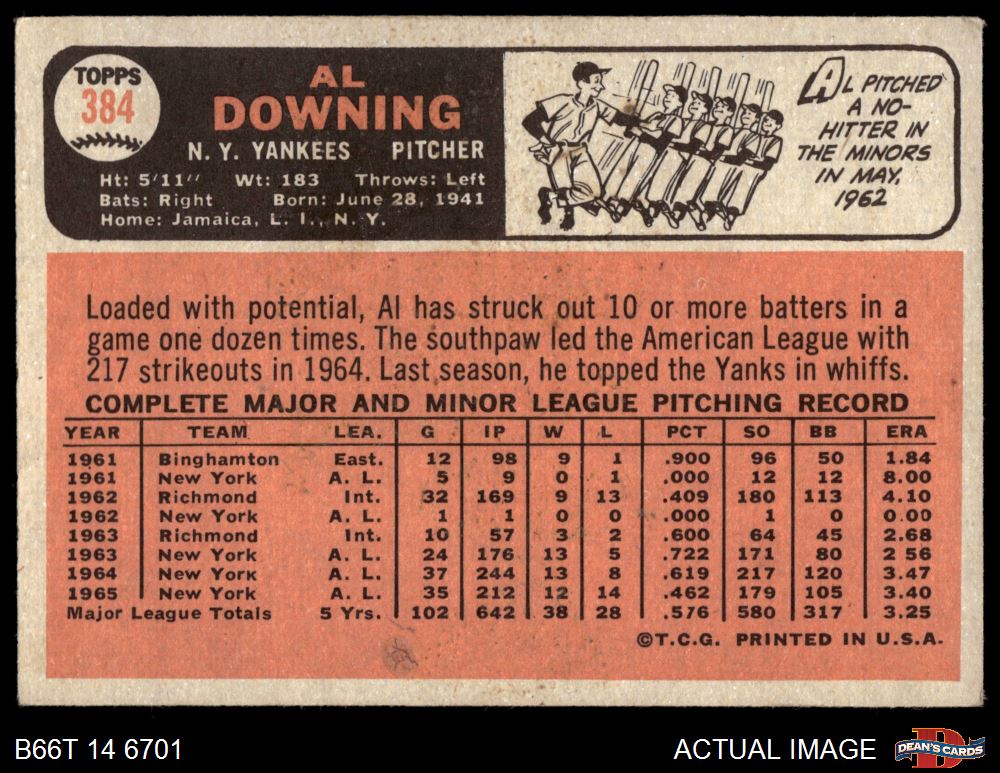 TOPPS
384
AL
DOWNING
N. Y. YANKEES PITCHER
Ht: 5'11" Wt: 183 Throws: Left
Bats: Right Born: June 28, 1941
Home: Jamaica, L. I., N. Y.
AL PITCHED
A NO-
HITTER IN
THE MINORS
IN MAY,
1962
Loaded with potential, Al has struck out 10 or more batters in a
game one dozen times. The southpaw led the American League with
217 strikeouts in 1964. Last season, he topped the Yanks in whiffs.
COMPLETE MAJOR AND MINOR LEAGUE PITCHING RECORD
YEAR TEAM LEA. G IP W L PCT SO BB ERA
1961 Binghamton East. 12 98 9 1 .900 96 50 1.84
1961 New York A. L. 5 9 0 1 .000 12 12 8.00
1962 Richmond Int. 32 169 9 13 .409 180 113 4.10
1962 New York A. L. 1 1 0 0 .000 1 0 0.00
1963 Richmond Int. 10 57 3 2 .600 64 45 2.68
1963 New York A. L. 24 176 13 5 .722 171 80 2 56
1964 New York A. L. 37 244 13 8 .619 217 120 3.47
1965 New York A. L. 35 212 12 14 .462 179 105 3.40
Major League Totals 5 Yrs. 102 642 38 28 .576 580 317 3.25
©T.C.G. PRINTED IN U.S.A.
B66T 14 6701
ACTUAL IMAGE
DEAN'S CARDS